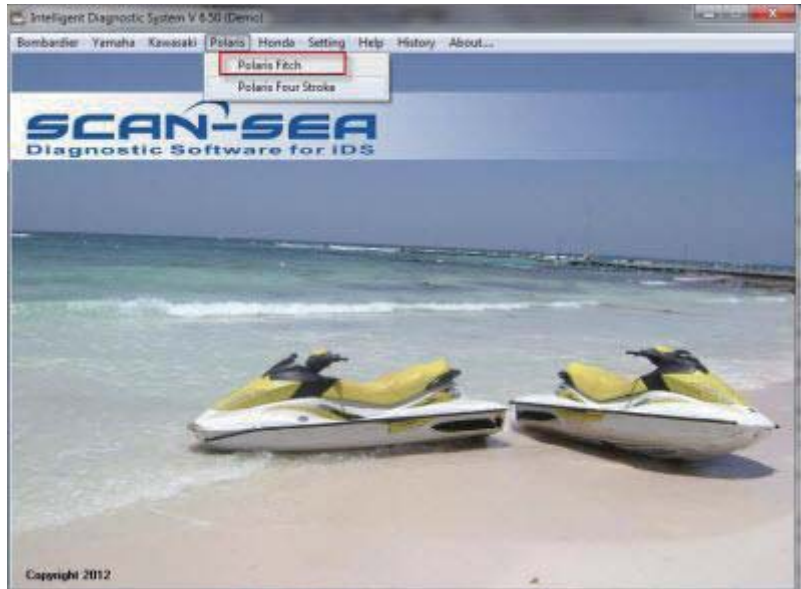 Intelligent Diagnostic System V 6.50 (Demo)
Bombardier Yamaha Kawasaki Polaris Honda Setting Help History About...
Polaris Fitch
Polaris Four Stroke
SCAN-SEA
Diagnostic Software for iDS
Copyright 2012